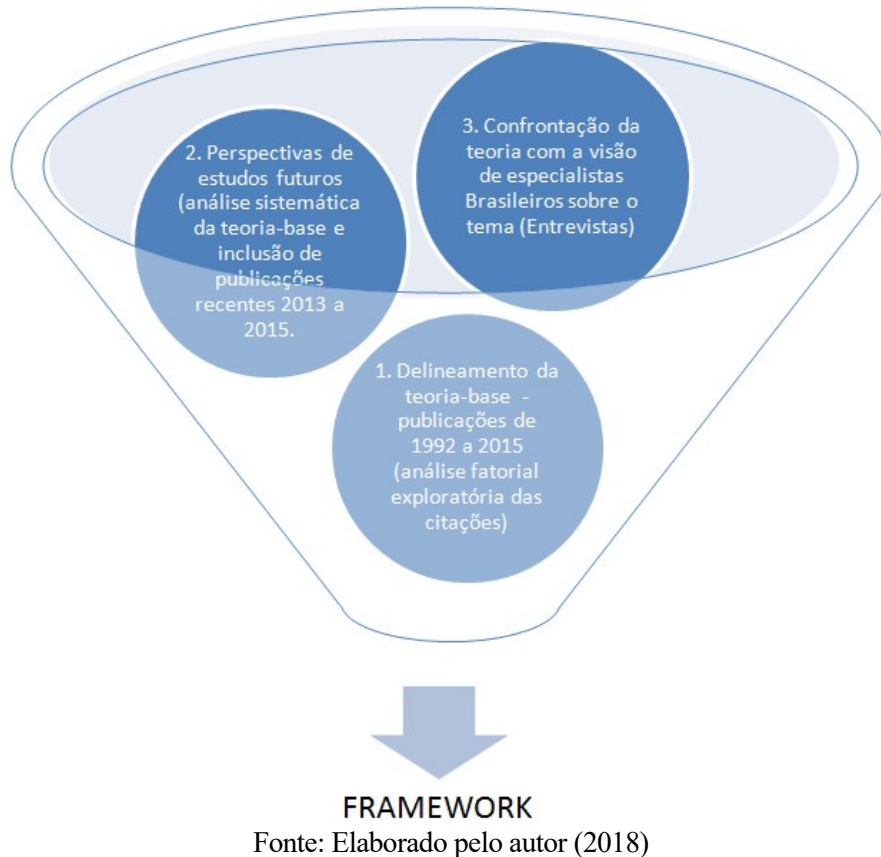 3. Confrontação da
teoria com a visão
de especialistas
Brasileiros sobre o
tema (Entrevistas)
2. Perspectivas de
estudos futuros
(análise sistemática
da teoria-base e
inclusão de
publicações
recentes 2013 a
2015.
1. Delineamento da
teoria-base -
publicações de
1992 a 2015
(análise fatorial
exploratória das
citações)
FRAMEWORK
Fonte: Elaborado pelo autor (2018)